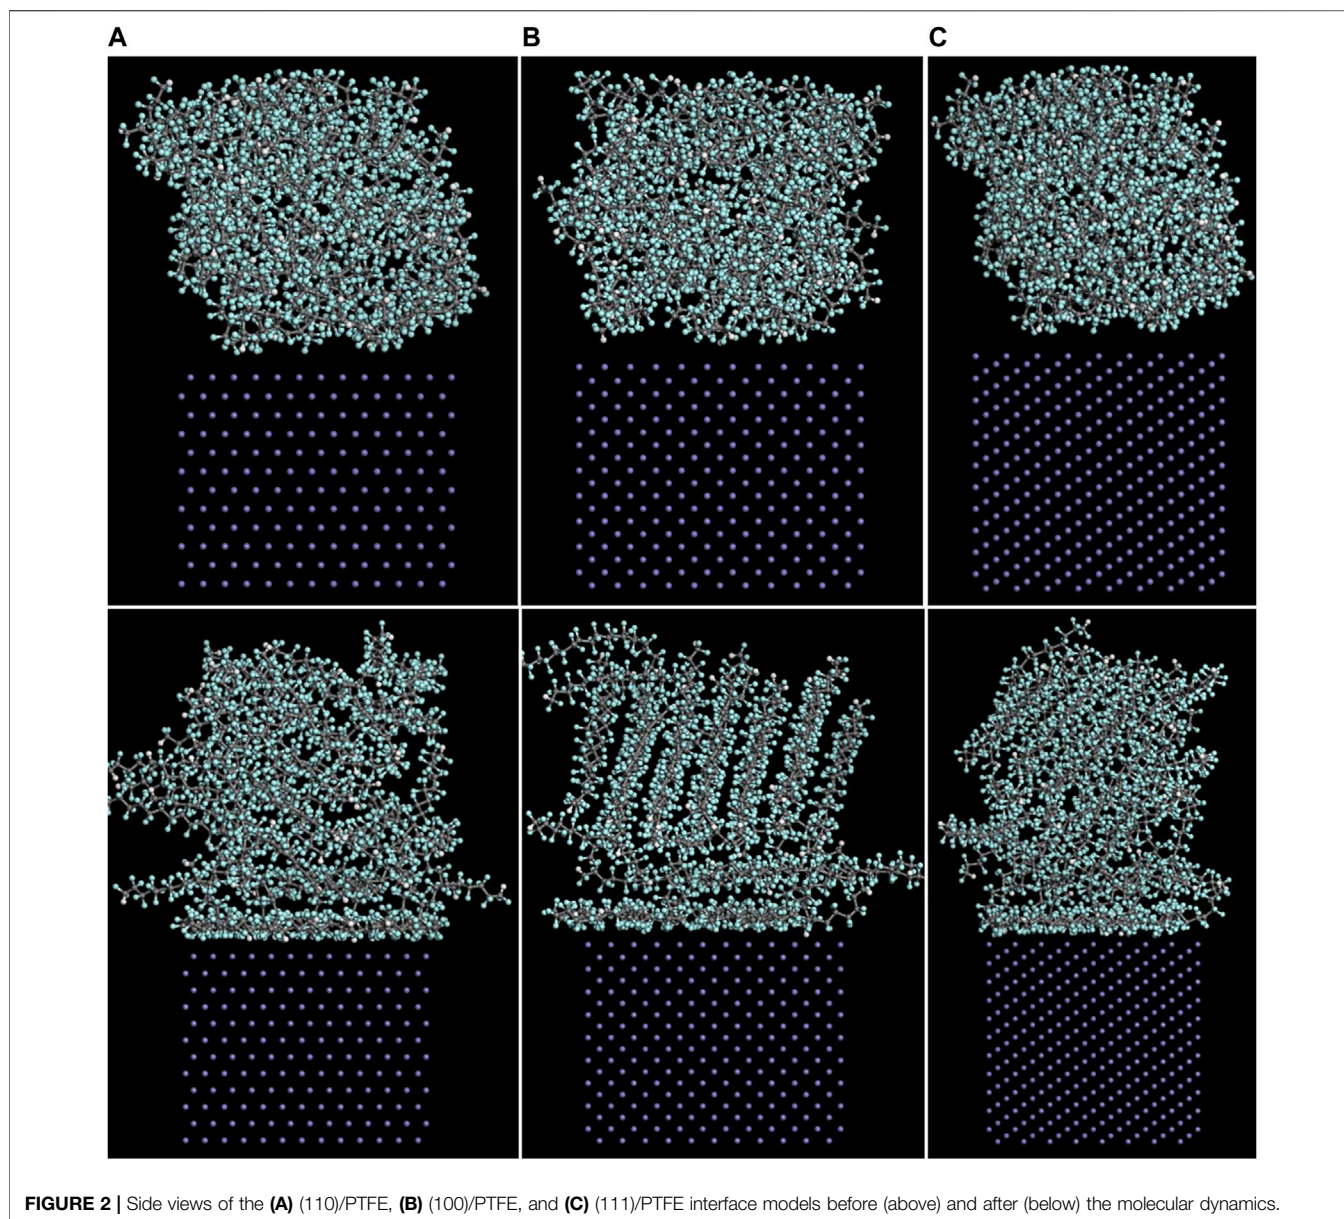 A
B
C
FIGURE 2 | Side views of the (A) (110)/PTFE, (B) (100)/PTFE, and (C) (111)/PTFE interface models before (above) and after (below) the molecular dynamics.